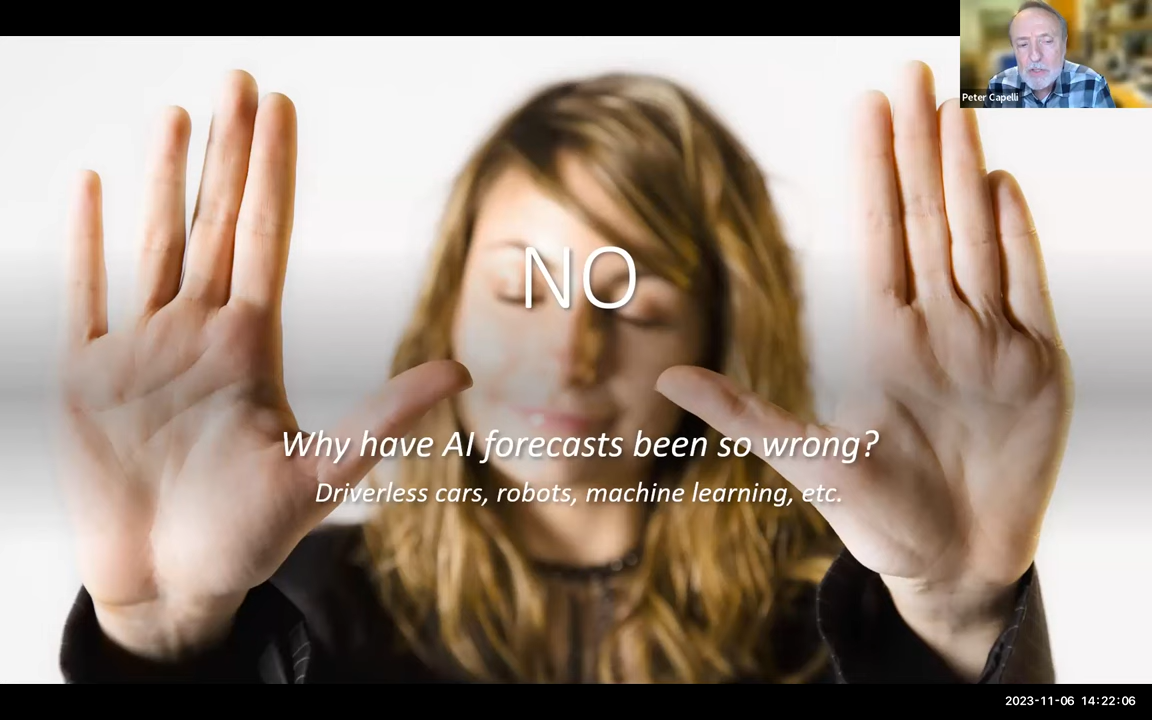 Peter Capelli
NO
Why have AI forecasts been so wrong?
Driverless cars, robots, machine learning, etc.
2023-11-06 14:22:06